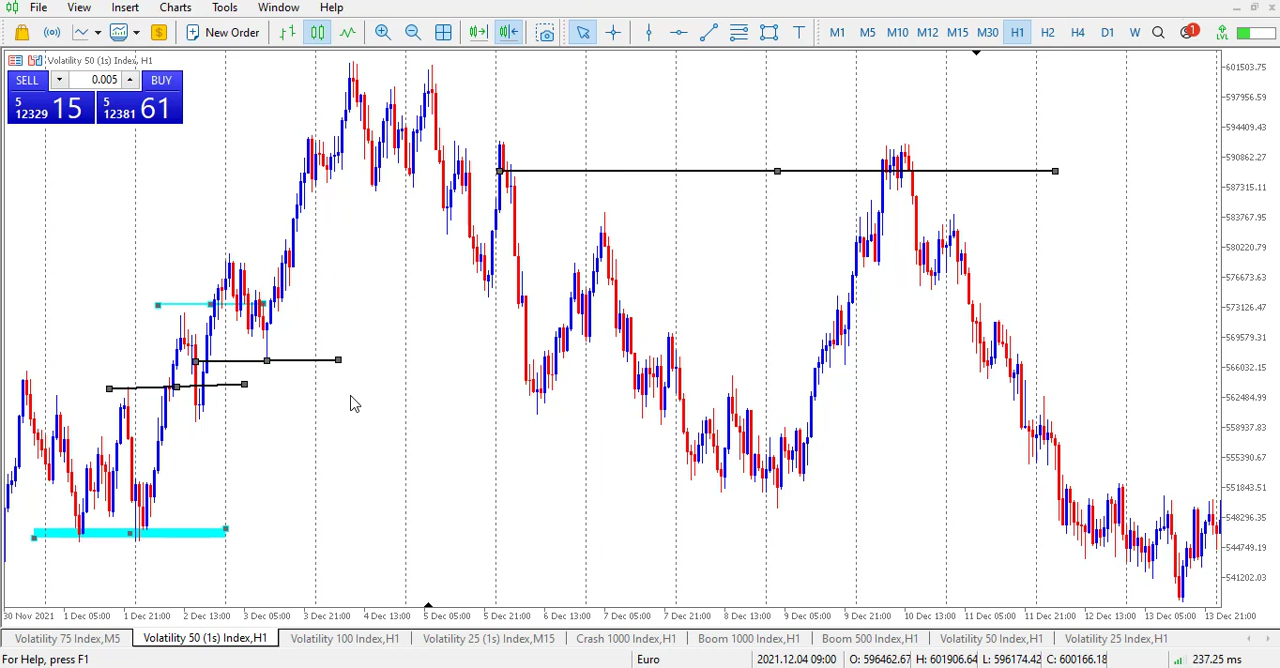 File View Insert Charts Tools Window Help
New Order M1 M5 M10 M12 M15 M30 H1 H2 H4 D1 W 1 LVL
Volatility 50 (1s) Index, H1
SELL 0.005 BUY
5 12329 15 5 12381 61
601503.75
597956.59
594409.43
590862.27
587315.11
583767.95
580220.79
576673.63
573126.47
569579.31
566032.15
562484.99
558937.83
555390.67
551843.51
548296.35
544749.19
541202.03
30 Nov 2021 1 Dec 05:00 1 Dec 21:00 2 Dec 13:00 3 Dec 05:00 3 Dec 21:00 4 Dec 13:00 5 Dec 05:00 5 Dec 21:00 6 Dec 13:00 7 Dec 05:00 7 Dec 21:00 8 Dec 13:00 9 Dec 05:00 9 Dec 21:00 10 Dec 13:00 11 Dec 05:00 11 Dec 21:00 12 Dec 13:00 13 Dec 05:00 13 Dec 21:00
Volatility 75 Index,M5 Volatility 50 (1s) Index,H1 Volatility 100 Index,H1 Volatility 25 (1s) Index,M15 Crash 1000 Index,H1 Boom 1000 Index,H1 Boom 500 Index,H1 Volatility 50 Index,H1 Volatility 25 Index,H1
For Help, press F1 Euro 2021.12.04 09:00 O: 596462.67 H: 601906.64 L: 596174.42 C: 600166.18 237.25 ms